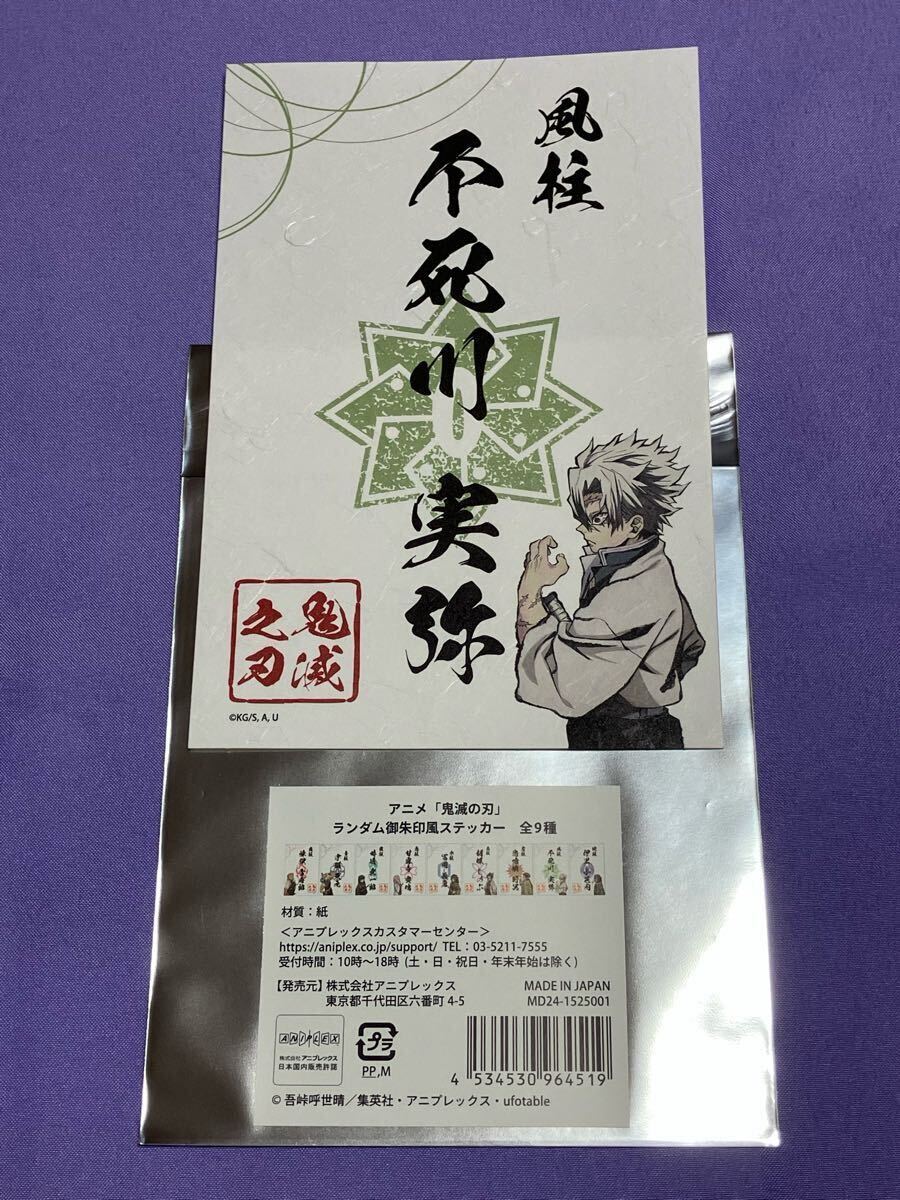 風柱
不死川実弥
鬼滅
之刃
©KG/S, A, U
アニメ「鬼滅の刃」
ランダム御朱印風ステッカー 全9種
材質：紙
＜アニプレックスカスタマーセンター＞
https://aniplex.co.jp/support/ TEL：03-5211-7555
受付時間：10時〜18時 (土・日・祝日・年末年始は除く)
【発売元】株式会社アニプレックス
東京都千代田区六番町 4-5
MADE IN JAPAN
MD24-1525001
ANIPLEX
株式会社 アニプレックス
日本国内販売許諾
プラ
PP,M
4 534530 964519
© 吾峠呼世晴／集英社・アニプレックス・ufotable